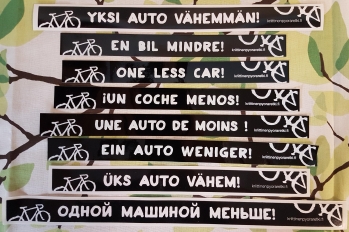 YKSI AUTO VÄHEMMÄN!
EN BIL MINDRE!
ONE LESS CAR!
¡UN COCHE MENOS!
UNE AUTO DE MOINS !
EIN AUTO WENIGER!
ÜKS AUTO VÄHEM!
ОДНОЙ МАШИНОЙ МЕНЬШЕ!